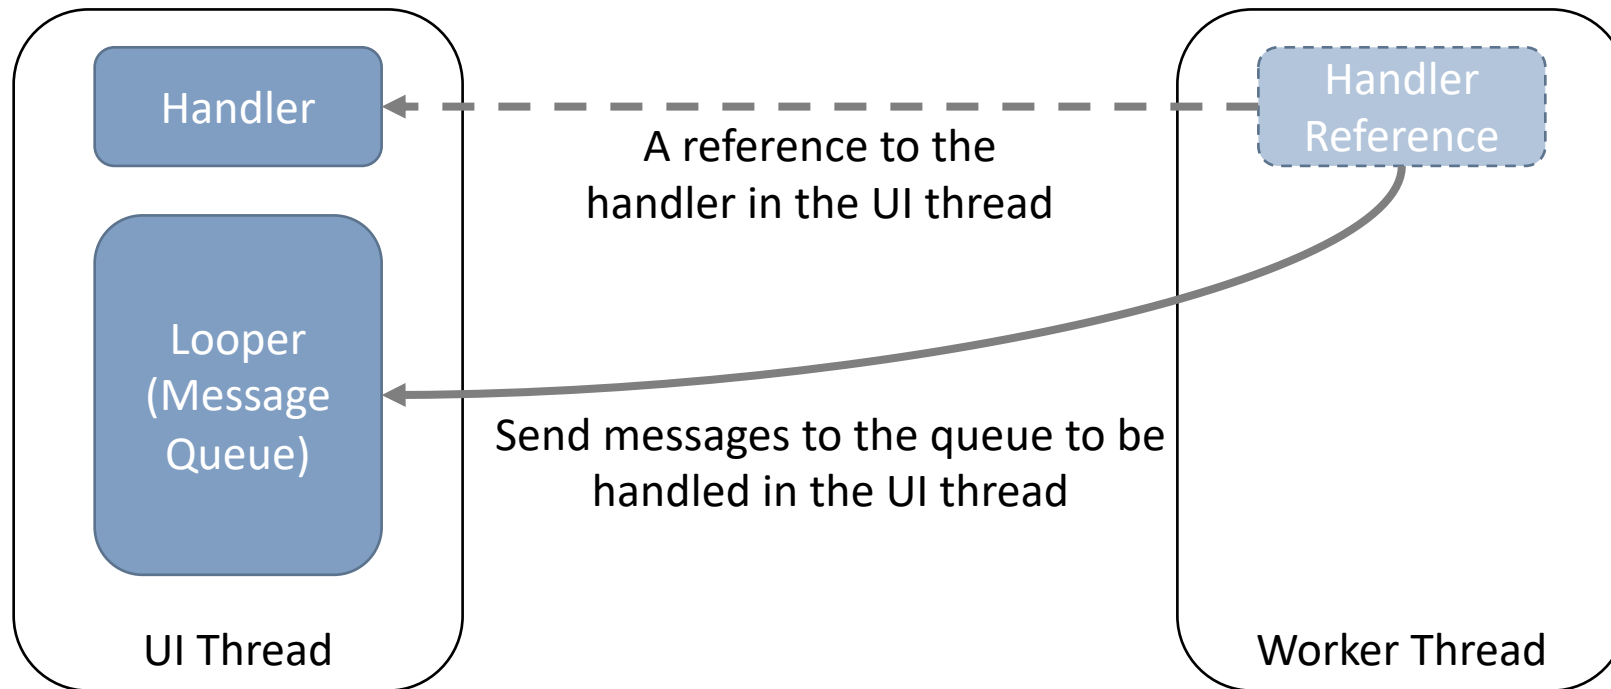 Handler
Handler
Reference
A reference to the
handler in the UI thread
Looper
(Message
Queue)
Send messages to the queue to be
handled in the UI thread
UI Thread
Worker Thread